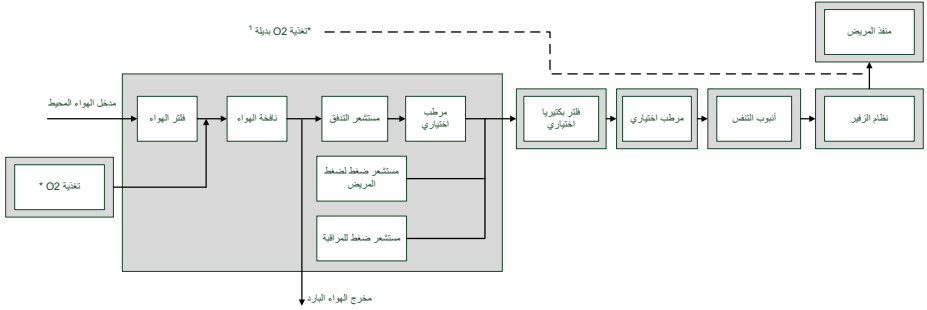 *تغذية O2 بديلة 1
منفذ المريض
مدخل الهواء المحيط
فلتر الهواء
نافخة الهواء
مستشعر التدفق
مرطب
اختياري
فلتر بكتيريا
اختياري
مرطب اختياري
أنبوب التنفس
نظام الزفير
تغذية O2 *
مستشعر ضغط لضغط
المريض
مستشعر ضغط للمراقبة
مخرج الهواء البارد